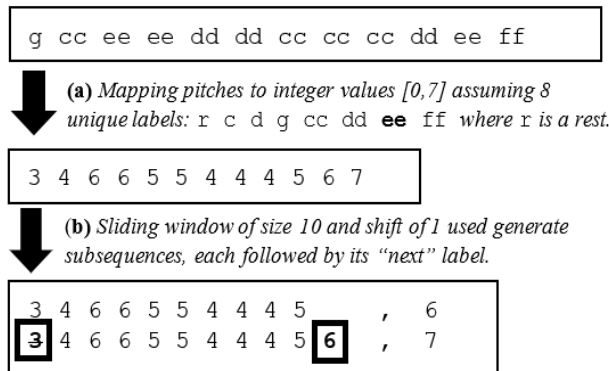 g cc ee ee dd dd cc cc cc dd ee ff
(a) Mapping pitches to integer values [0,7] assuming 8
unique labels: r c d g cc dd ee ff where r is a rest.
3 4 6 6 5 5 4 4 4 5 6 7
(b) Sliding window of size 10 and shift of 1 used generate
subsequences, each followed by its “next” label.
3 4 6 6 5 5 4 4 4 5 , 6
3 4 6 6 5 5 4 4 4 5 6 , 7